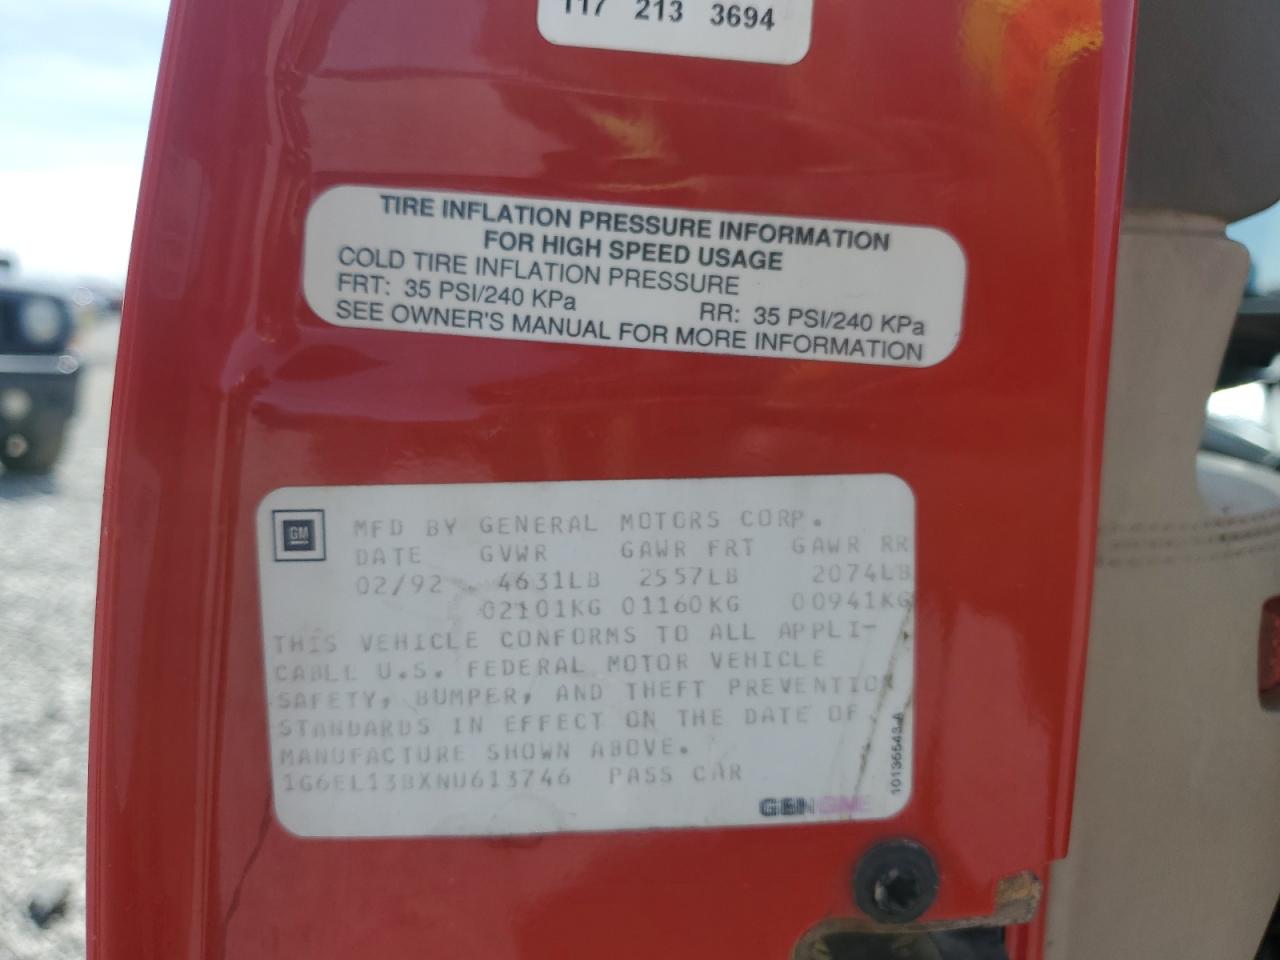 117 213 3694
TIRE INFLATION PRESSURE INFORMATION
FOR HIGH SPEED USAGE
COLD TIRE INFLATION PRESSURE
FRT: 35 PSI/240 KPa RR: 35 PSI/240 KPa
SEE OWNER'S MANUAL FOR MORE INFORMATION
GM
MFD BY GENERAL MOTORS CORP.
DATE GVWR GAWR FRT GAWR RR
02/92 4631LB 2557LB 2074LB
02101KG 01160KG 00941KG
THIS VEHICLE CONFORMS TO ALL APPLI-
CABLE U.S. FEDERAL MOTOR VEHICLE
SAFETY, BUMPER, AND THEFT PREVENTION
STANDARDS IN EFFECT ON THE DATE OF
MANUFACTURE SHOWN ABOVE.
1G6EL13BXNU613746 PASS CAR
10136643-A